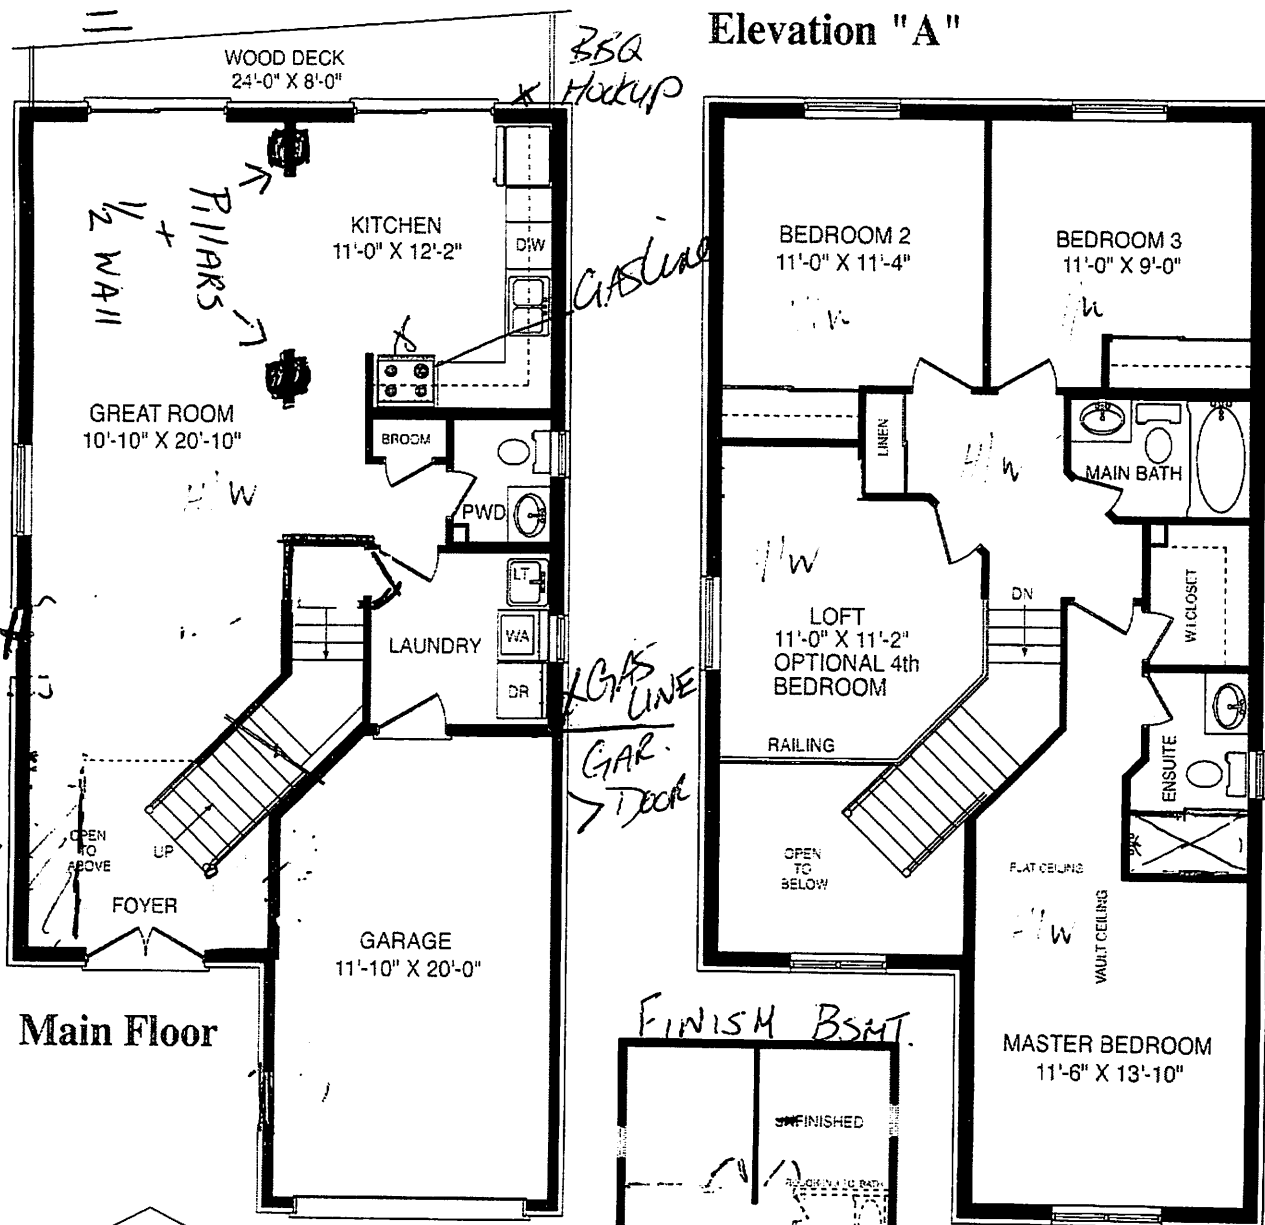 Elevation "A"
WOOD DECK
24'-0" X 8'-0"
BBQ
HOOKUP
PILLARS
+
1/2 WALL
KITCHEN
11'-0" X 12'-2"
D/W
GASLINE
GREAT ROOM
10'-10" X 20'-10"
H/W
BROOM
PWD
LT
LAUNDRY
WA
DR
GAS
LINE
GAR.
DOOR
OPEN
TO
ABOVE
UP
FOYER
GARAGE
11'-10" X 20'-0"
Main Floor
BEDROOM 2
11'-0" X 11'-4"
BEDROOM 3
11'-0" X 9'-0"
LINEN
H/W
MAIN BATH
H/W
LOFT
11'-0" X 11'-2"
OPTIONAL 4th
BEDROOM
DN
W.I.CLOSET
RAILING
ENSUITE
OPEN
TO
BELOW
FLAT CEILING
VAULT CEILING
H/W
MASTER BEDROOM
11'-6" X 13'-10"
FINISH BSMT.
UNFINISHED